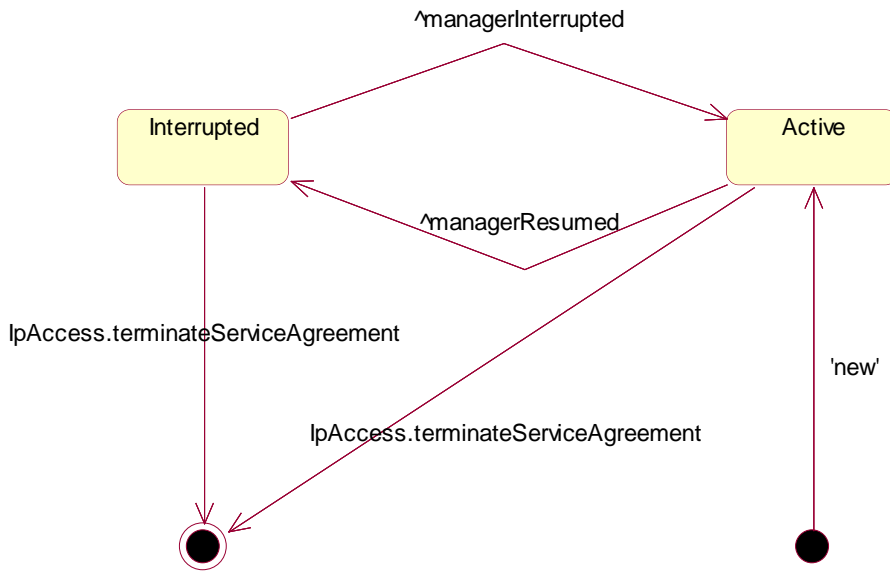 ^managerInterrupted
Interrupted
Active
^managerResumed
IpAccess.terminateServiceAgreement
'new'
IpAccess.terminateServiceAgreement